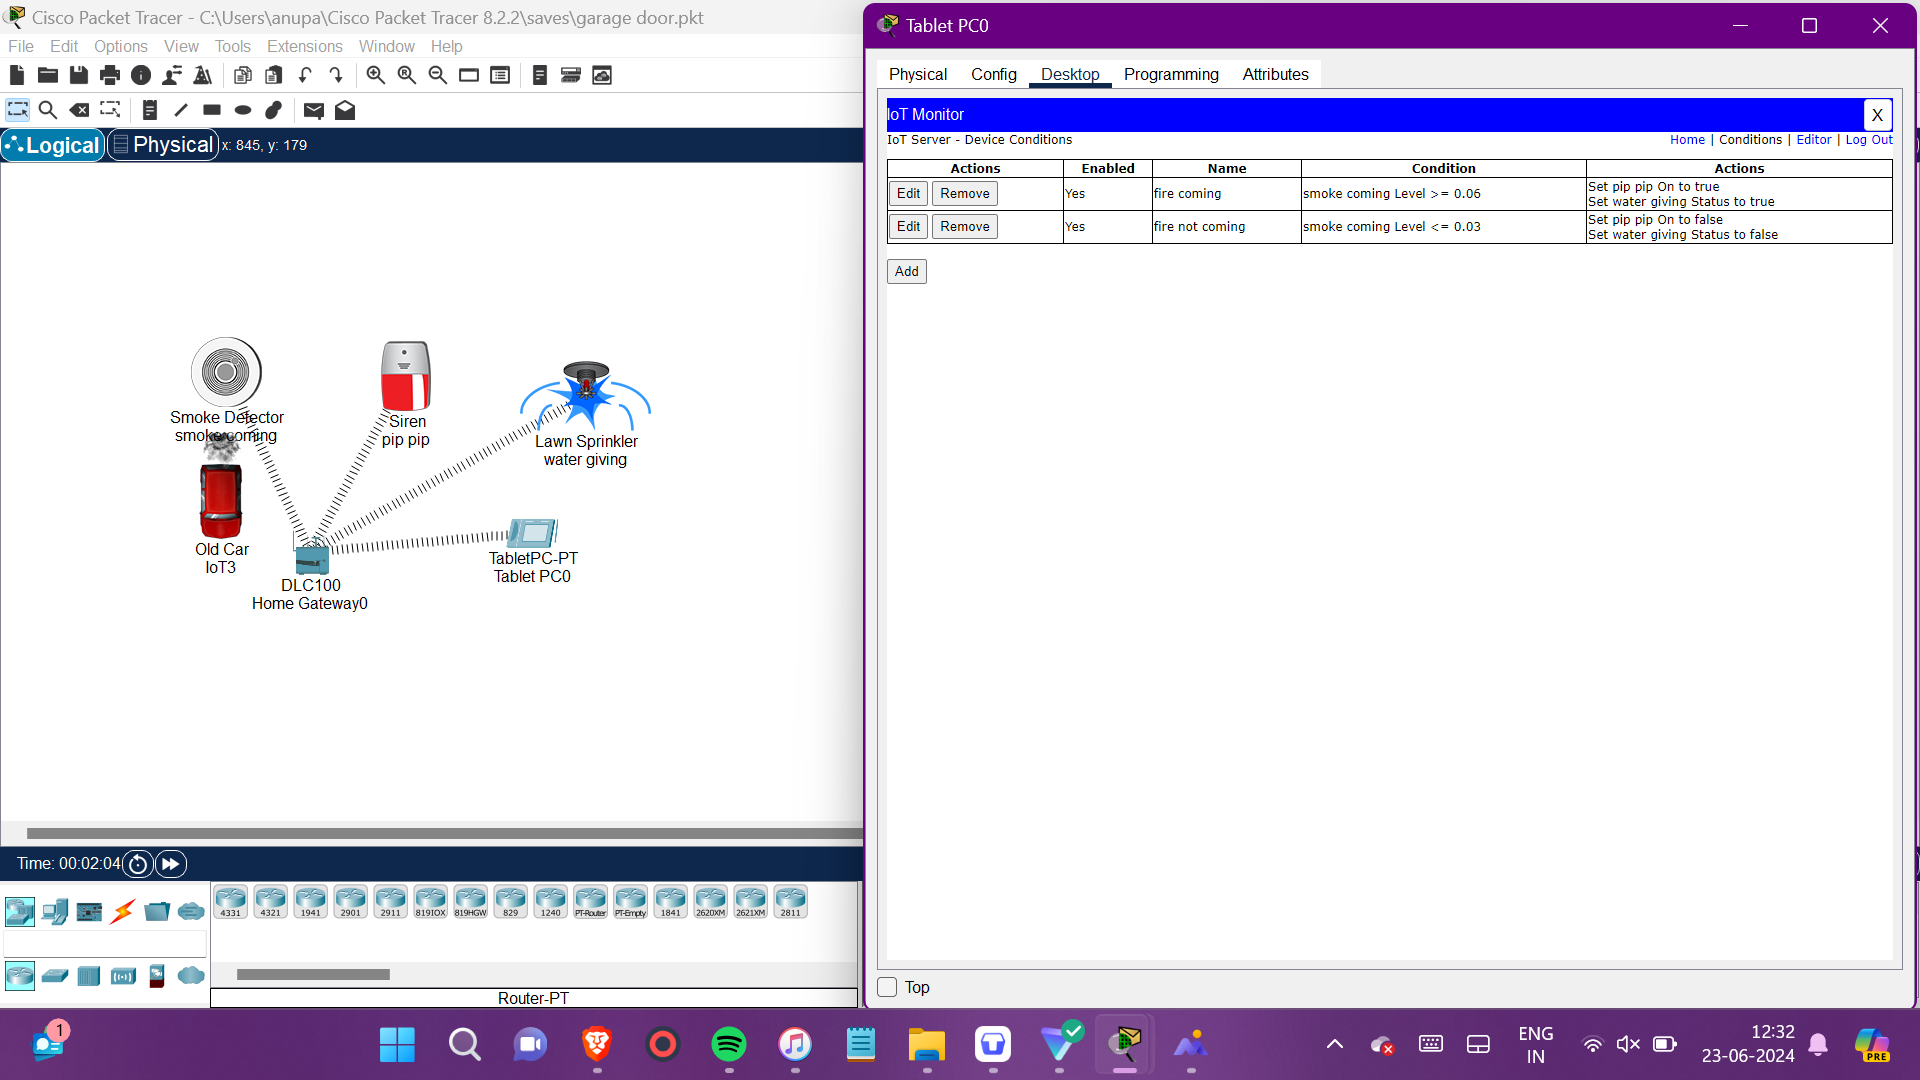 Cisco Packet Tracer - C:\Users\anupa\Cisco Packet Tracer 8.2.2\saves\garage door.pkt
File Edit Options View Tools Extensions Window Help
Logical Physical x: 845, y: 179
Smoke Detector
smoke coming
Siren
pip pip
Lawn Sprinkler
water giving
Old Car
IoT3
DLC100
Home Gateway0
TabletPC-PT
Tablet PC0
Time: 00:02:04
4331 4321 1941 2901 2911 819IOX 819HGW 829 1240 PT-Router PT-Empty 1841 2620XM 2621XM 2811
Router-PT
Tablet PC0
Physical Config Desktop Programming Attributes
IoT Monitor X
IoT Server - Device Conditions Home | Conditions | Editor | Log Out
Actions Enabled Name Condition Actions
Edit Remove Yes fire coming smoke coming Level >= 0.06 Set pip pip On to true
Set water giving Status to true
Edit Remove Yes fire not coming smoke coming Level <= 0.03 Set pip pip On to false
Set water giving Status to false
Add
Top
1
ENG
IN
12:32
23-06-2024
PRE